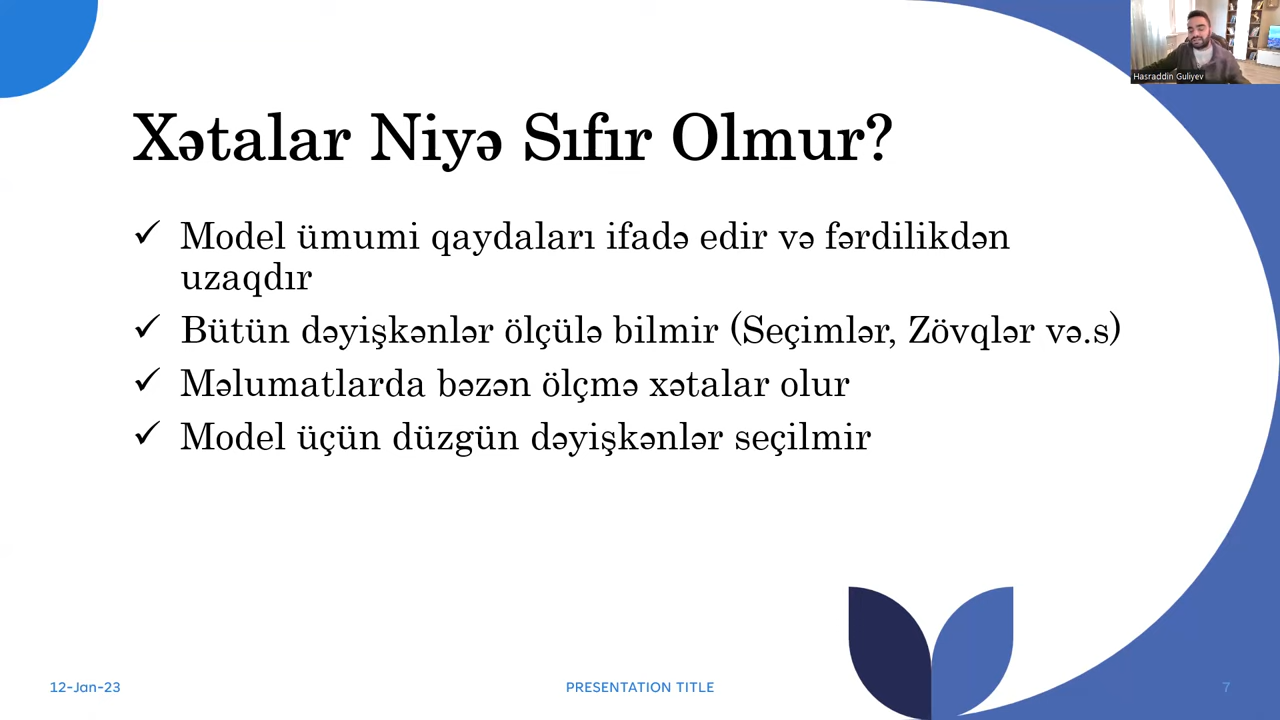 Hasraddin Guliyev
Xətalar Niyə Sıfır Olmur?
✓ Model ümumi qaydaları ifadə edir və fərdilikdən
uzaqdır
✓ Bütün dəyişkənlər ölçülə bilmir (Seçimlər, Zövqlər və.s)
✓ Məlumatlarda bəzən ölçmə xətalar olur
✓ Model üçün düzgün dəyişkənlər seçilmir
12-Jan-23
PRESENTATION TITLE
7